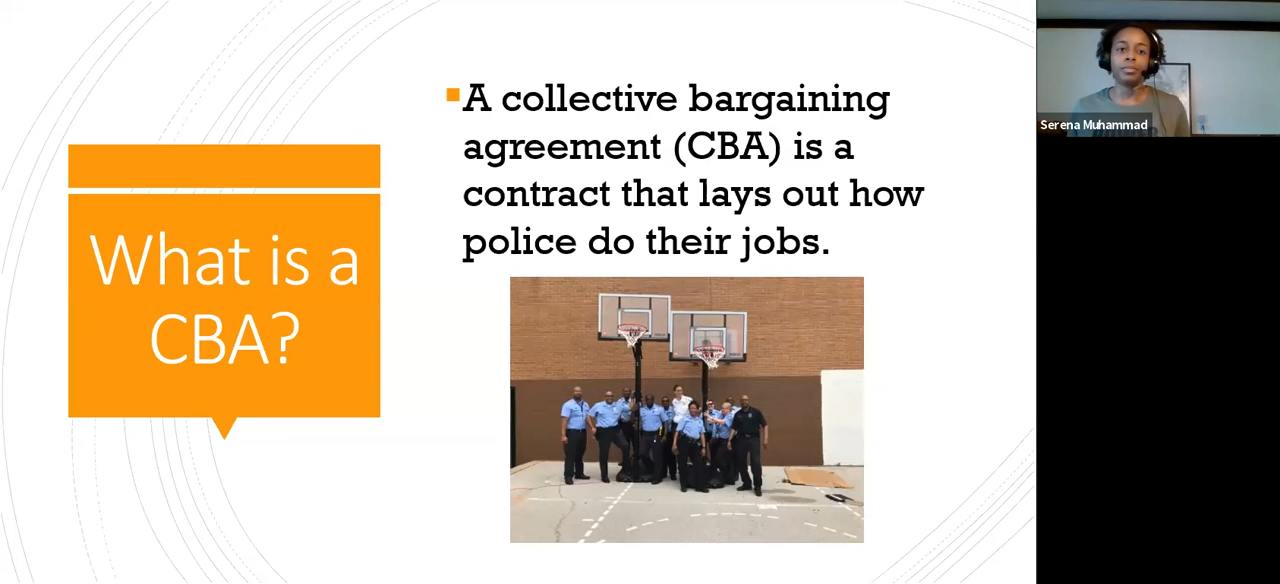 What is a
CBA?
A collective bargaining
agreement (CBA) is a
contract that lays out how
police do their jobs.
Serena Muhammad